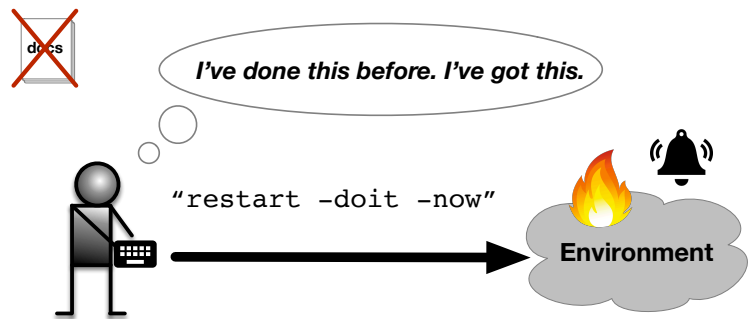 docs
I've done this before. I've got this.
“restart -doit -now”
Environment